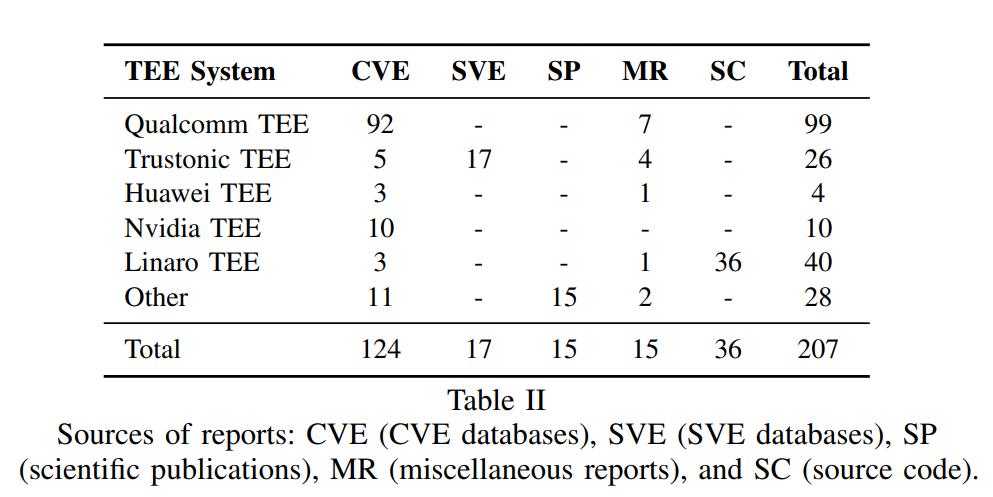 TEE System CVE SVE SP MR SC Total
Qualcomm TEE 92 - - 7 - 99
Trustonic TEE 5 17 - 4 - 26
Huawei TEE 3 - - 1 - 4
Nvidia TEE 10 - - - - 10
Linaro TEE 3 - - 1 36 40
Other 11 - 15 2 - 28
Total 124 17 15 15 36 207
Table II
Sources of reports: CVE (CVE databases), SVE (SVE databases), SP
(scientific publications), MR (miscellaneous reports), and SC (source code).